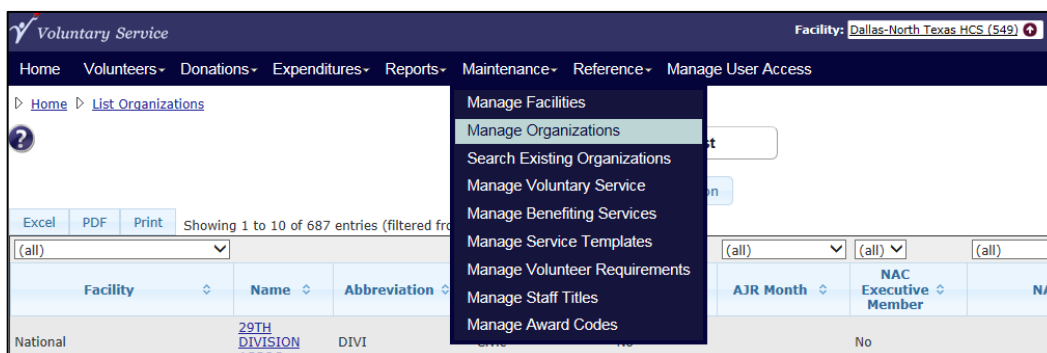 Voluntary Service
Facility: Dallas-North Texas HCS (549)
Home Volunteers Donations Expenditures Reports Maintenance Reference Manage User Access
Home List Organizations
Manage Facilities
Manage Organizations
Search Existing Organizations
Manage Voluntary Service
Manage Benefiting Services
Manage Service Templates
Manage Volunteer Requirements
Manage Staff Titles
Manage Award Codes
?
Excel PDF Print Showing 1 to 10 of 687 entries (filtered
(all) (all) (all) (all)
Facility Name Abbreviation AJR Month NAC Executive Member
National 29TH DIVISION DIVI No